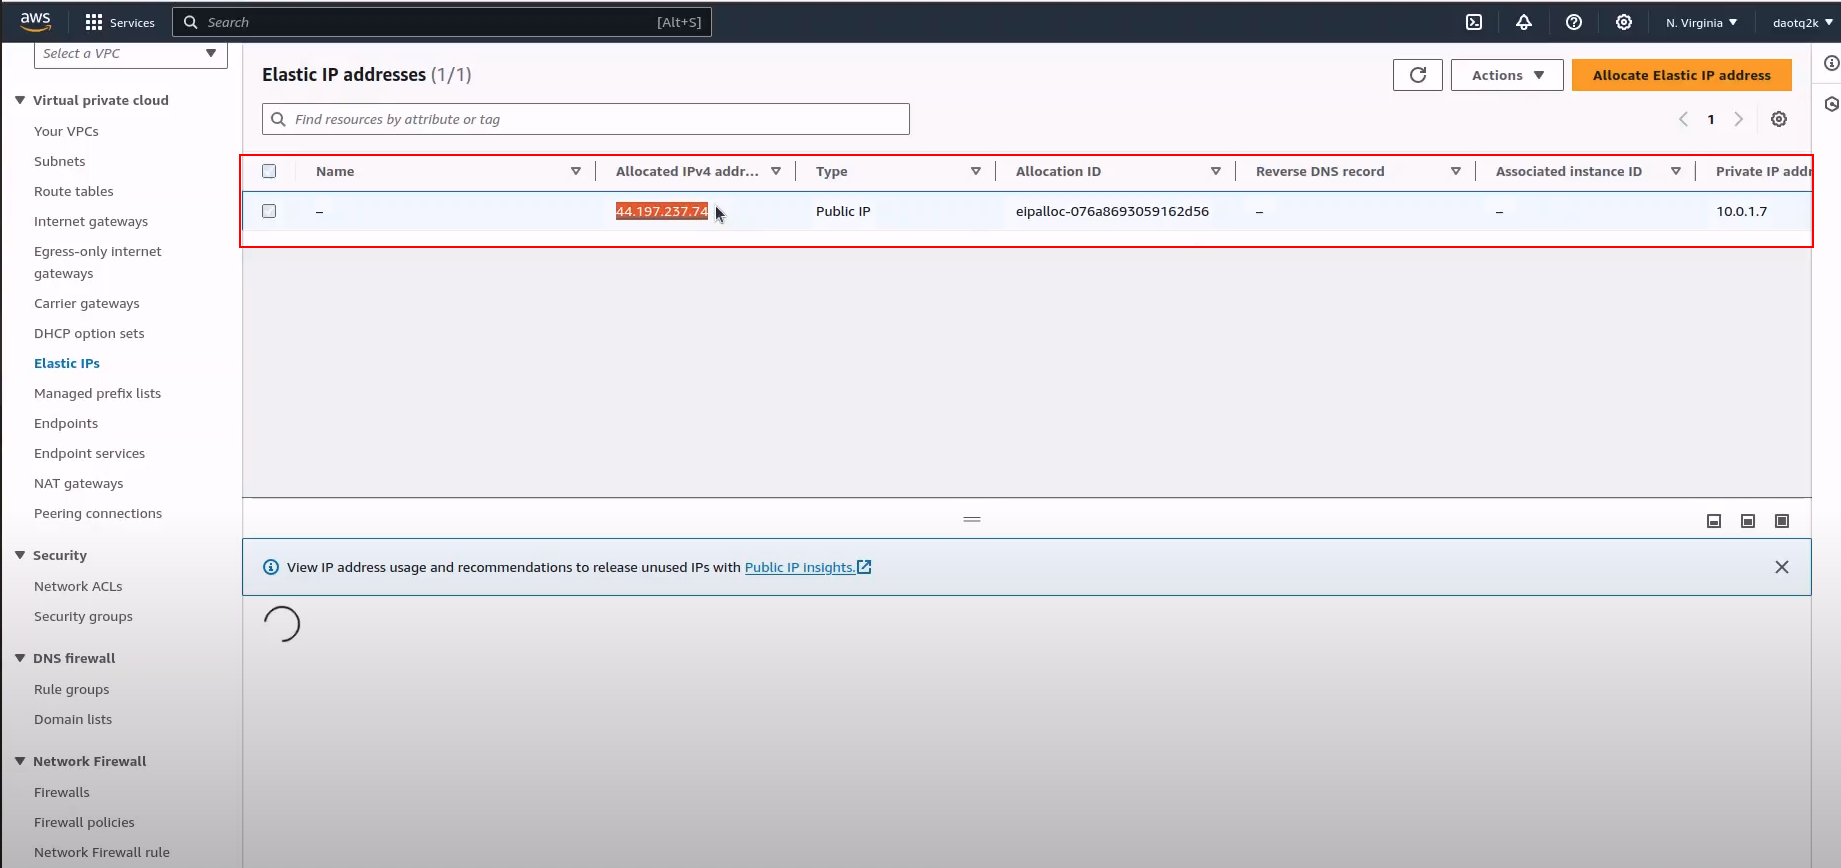 aws
Services
Search
[Alt+S]
N. Virginia
daotq2k
Select a VPC
Virtual private cloud
Your VPCs
Subnets
Route tables
Internet gateways
Egress-only internet
gateways
Carrier gateways
DHCP option sets
Elastic IPs
Managed prefix lists
Endpoints
Endpoint services
NAT gateways
Peering connections
Security
Network ACLs
Security groups
DNS firewall
Rule groups
Domain lists
Network Firewall
Firewalls
Firewall policies
Network Firewall rule
Elastic IP addresses (1/1)
Actions
Allocate Elastic IP address
Find resources by attribute or tag
1
Name
Allocated IPv4 addr...
Type
Allocation ID
Reverse DNS record
Associated instance ID
Private IP addr
–
44.197.237.74
Public IP
eipalloc-076a8693059162d56
–
–
10.0.1.7
View IP address usage and recommendations to release unused IPs with Public IP insights.